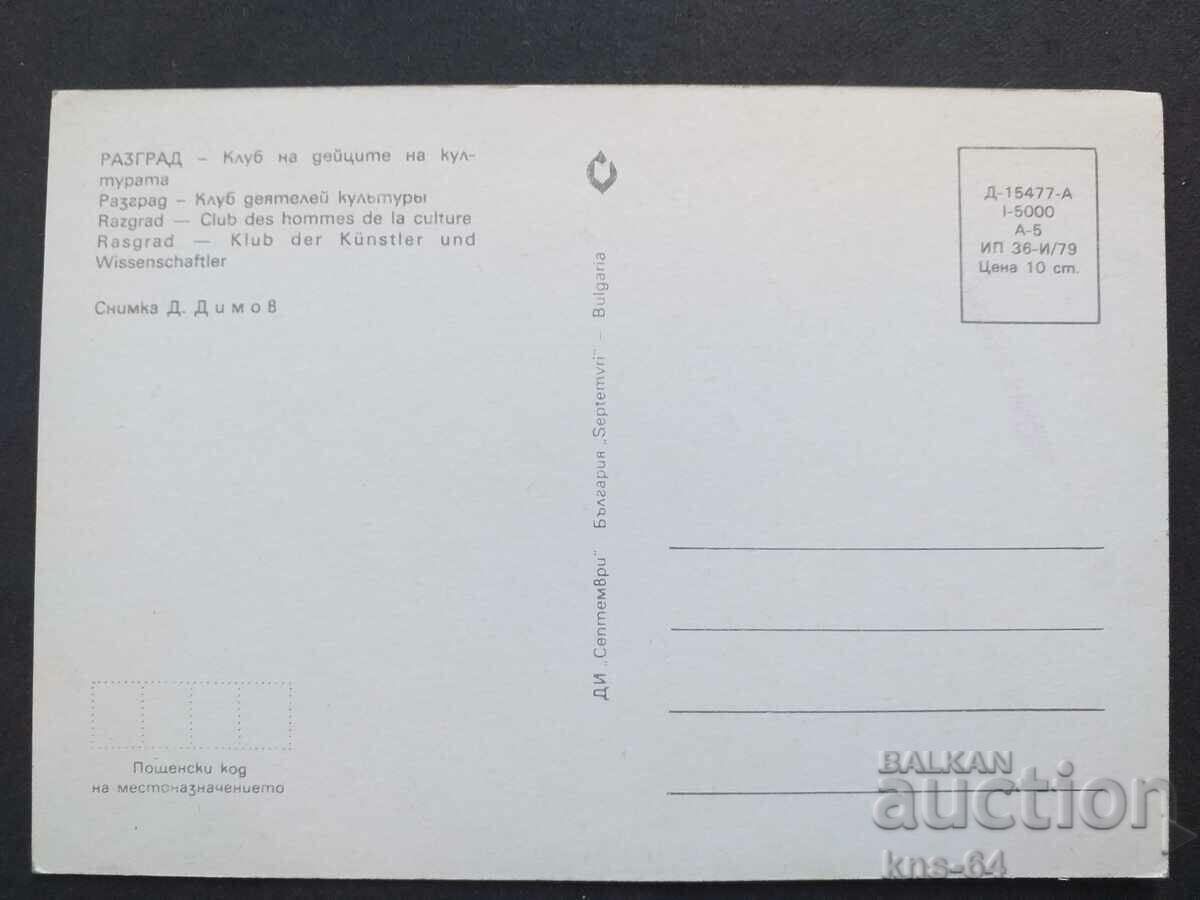 РАЗГРАД – Клуб на дейците на кул-
турата
Разград – Клуб деятелей культуры
Razgrad — Club des hommes de la culture
Rasgrad — Klub der Künstler und
Wissenschaftler
Снимка Д. Димов
Пощенски код
на местоназначението
ДИ „Септември" България „Septemvri" – Bulgaria
Д-15477-А
I-5000
А-5
ИП 36-И/79
Цена 10 ст.
BALKAN
auction
kns-64